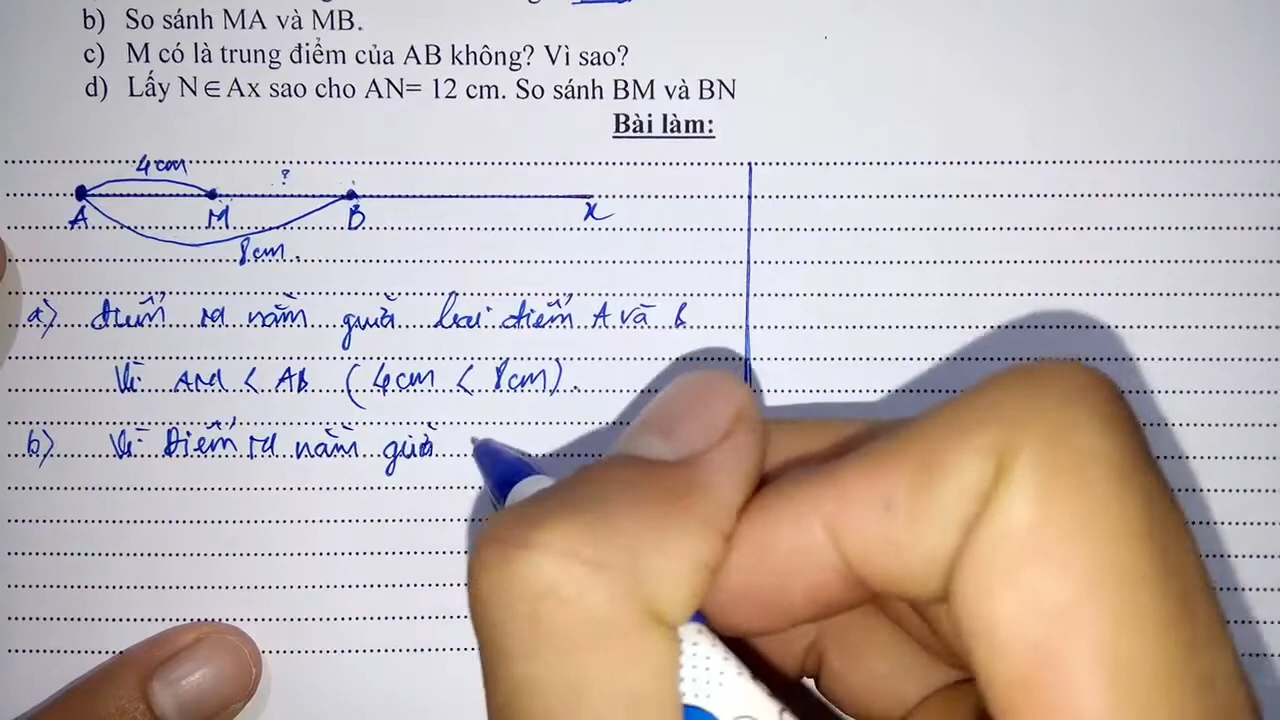 b) So sánh MA và MB.
c) M có là trung điểm của AB không? Vì sao?
d) Lấy N∈Ax sao cho AN= 12 cm. So sánh BM và BN
Bài làm:
4cm ?
A M B x
8cm.
a) Điểm M nằm giữa hai điểm A và B
Vì AM < AB (4cm < 8cm).
b) Vì Điểm M nằm giữa